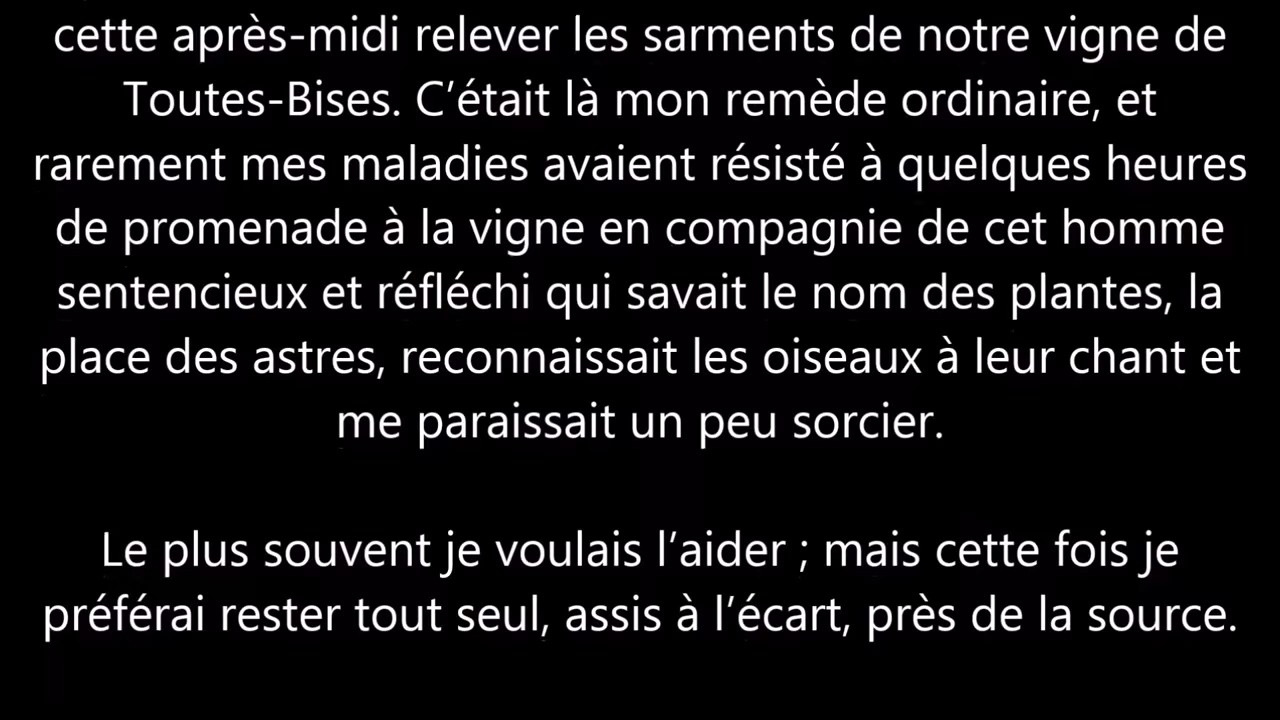 cette après-midi relever les sarments de notre vigne de
Toutes-Bises. C’était là mon remède ordinaire, et
rarement mes maladies avaient résisté à quelques heures
de promenade à la vigne en compagnie de cet homme
sentencieux et réfléchi qui savait le nom des plantes, la
place des astres, reconnaissait les oiseaux à leur chant et
me paraissait un peu sorcier.
Le plus souvent je voulais l’aider ; mais cette fois je
préférai rester tout seul, assis à l’écart, près de la source.